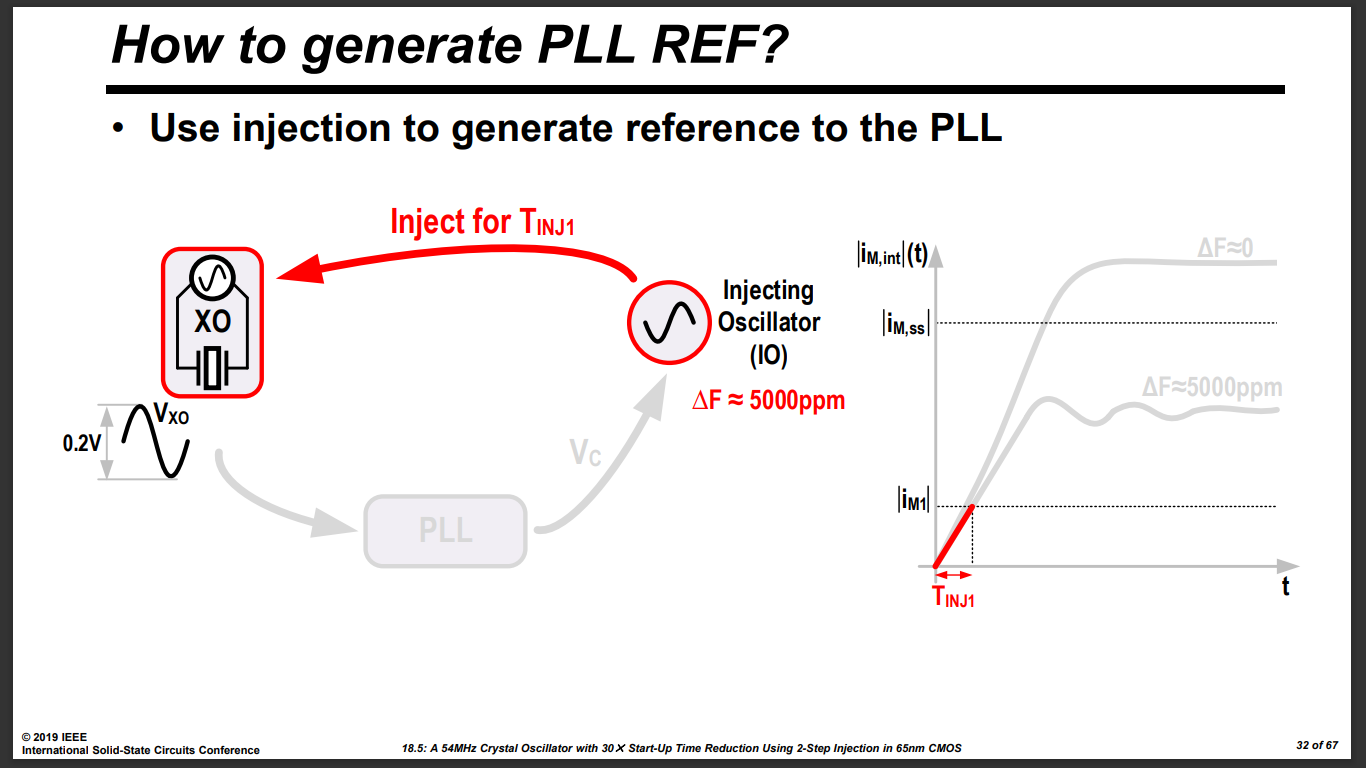 How to generate PLL REF?
• Use injection to generate reference to the PLL
Inject for TINJ1
XO
VXO
0.2V
Injecting
Oscillator
(IO)
ΔF ≈ 5000ppm
VC
PLL
|iM,int|(t)
ΔF≈0
|iM,ss|
ΔF≈5000ppm
|iM1|
t
TINJ1
© 2019 IEEE
International Solid-State Circuits Conference
18.5: A 54MHz Crystal Oscillator with 30✕ Start-Up Time Reduction Using 2-Step Injection in 65nm CMOS
32 of 67